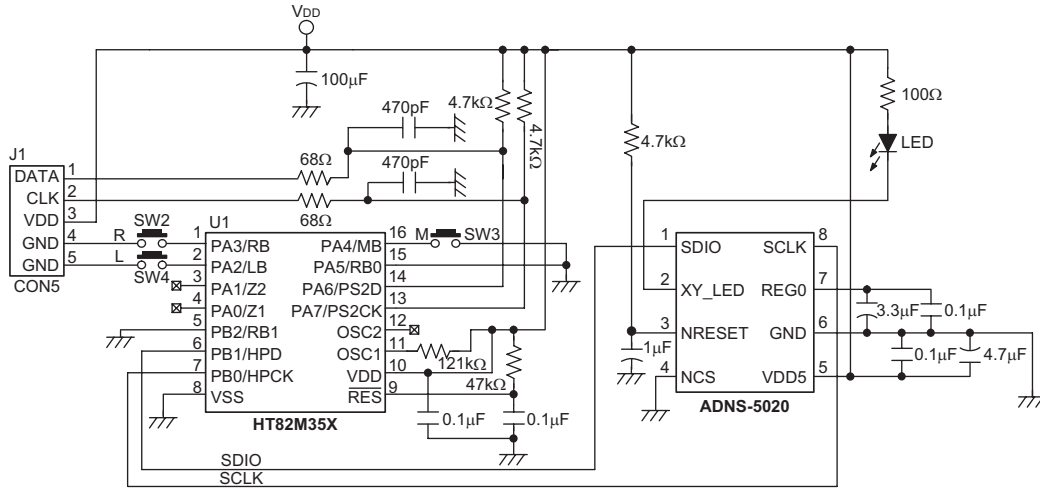 VDD
100μF
470pF
4.7kΩ
4.7kΩ
4.7kΩ
100Ω
LED
J1
DATA 1
68Ω
470pF
CLK 2
VDD 3
68Ω
GND 4
R
SW2
GND 5
L
SW4
CON5
U1
1 PA3/RB
2 PA2/LB
3 PA1/Z2
4 PA0/Z1
5 PB2/RB1
6 PB1/HPD
7 PB0/HPCK
8 VSS
PA4/MB 16
M
SW3
PA5/RB0 15
PA6/PS2D 14
PA7/PS2CK 13
OSC2 12
OSC1 11
121kΩ
VDD 10
47kΩ
RES 9
HT82M35X
0.1μF
0.1μF
1 SDIO
2 XY_LED
3 NRESET
1μF
4 NCS
SCLK 8
REG0 7
3.3μF
0.1μF
GND 6
0.1μF
4.7μF
VDD5 5
ADNS-5020
SDIO
SCLK